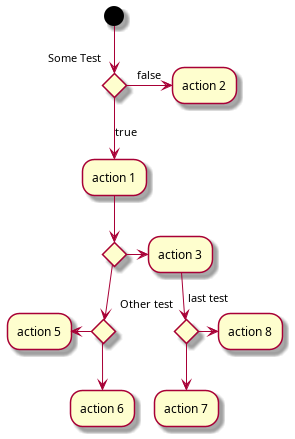 Some Test
false
action 2
true
action 1
action 3
Other test
last test
action 5
action 8
action 6
action 7